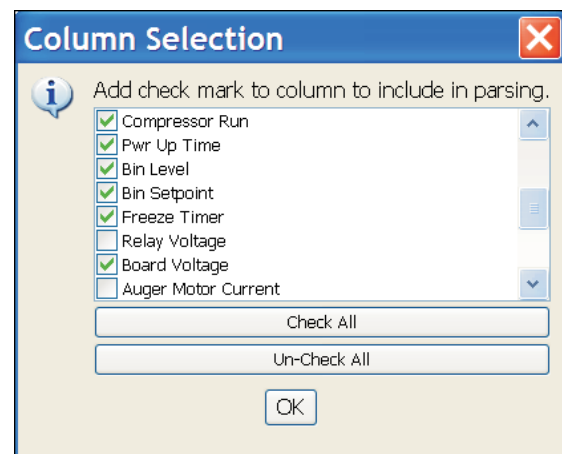 Column Selection
Add check mark to column to include in parsing.
Compressor Run
Pwr Up Time
Bin Level
Bin Setpoint
Freeze Timer
Relay Voltage
Board Voltage
Auger Motor Current
Check All
Un-Check All
OK